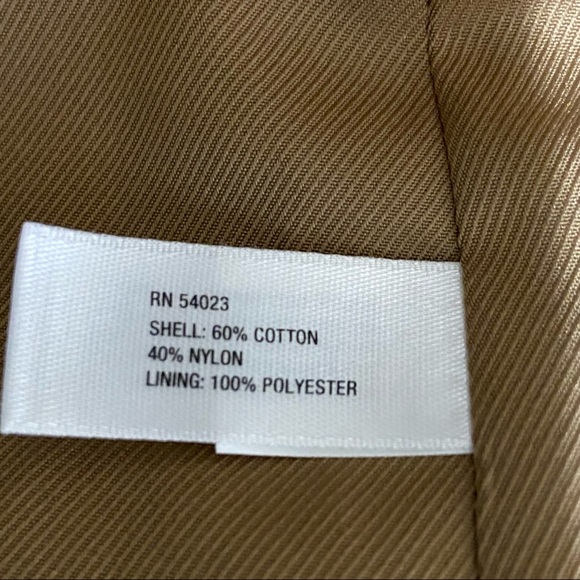 RN 54023
SHELL: 60% COTTON
40% NYLON
LINING: 100% POLYESTER